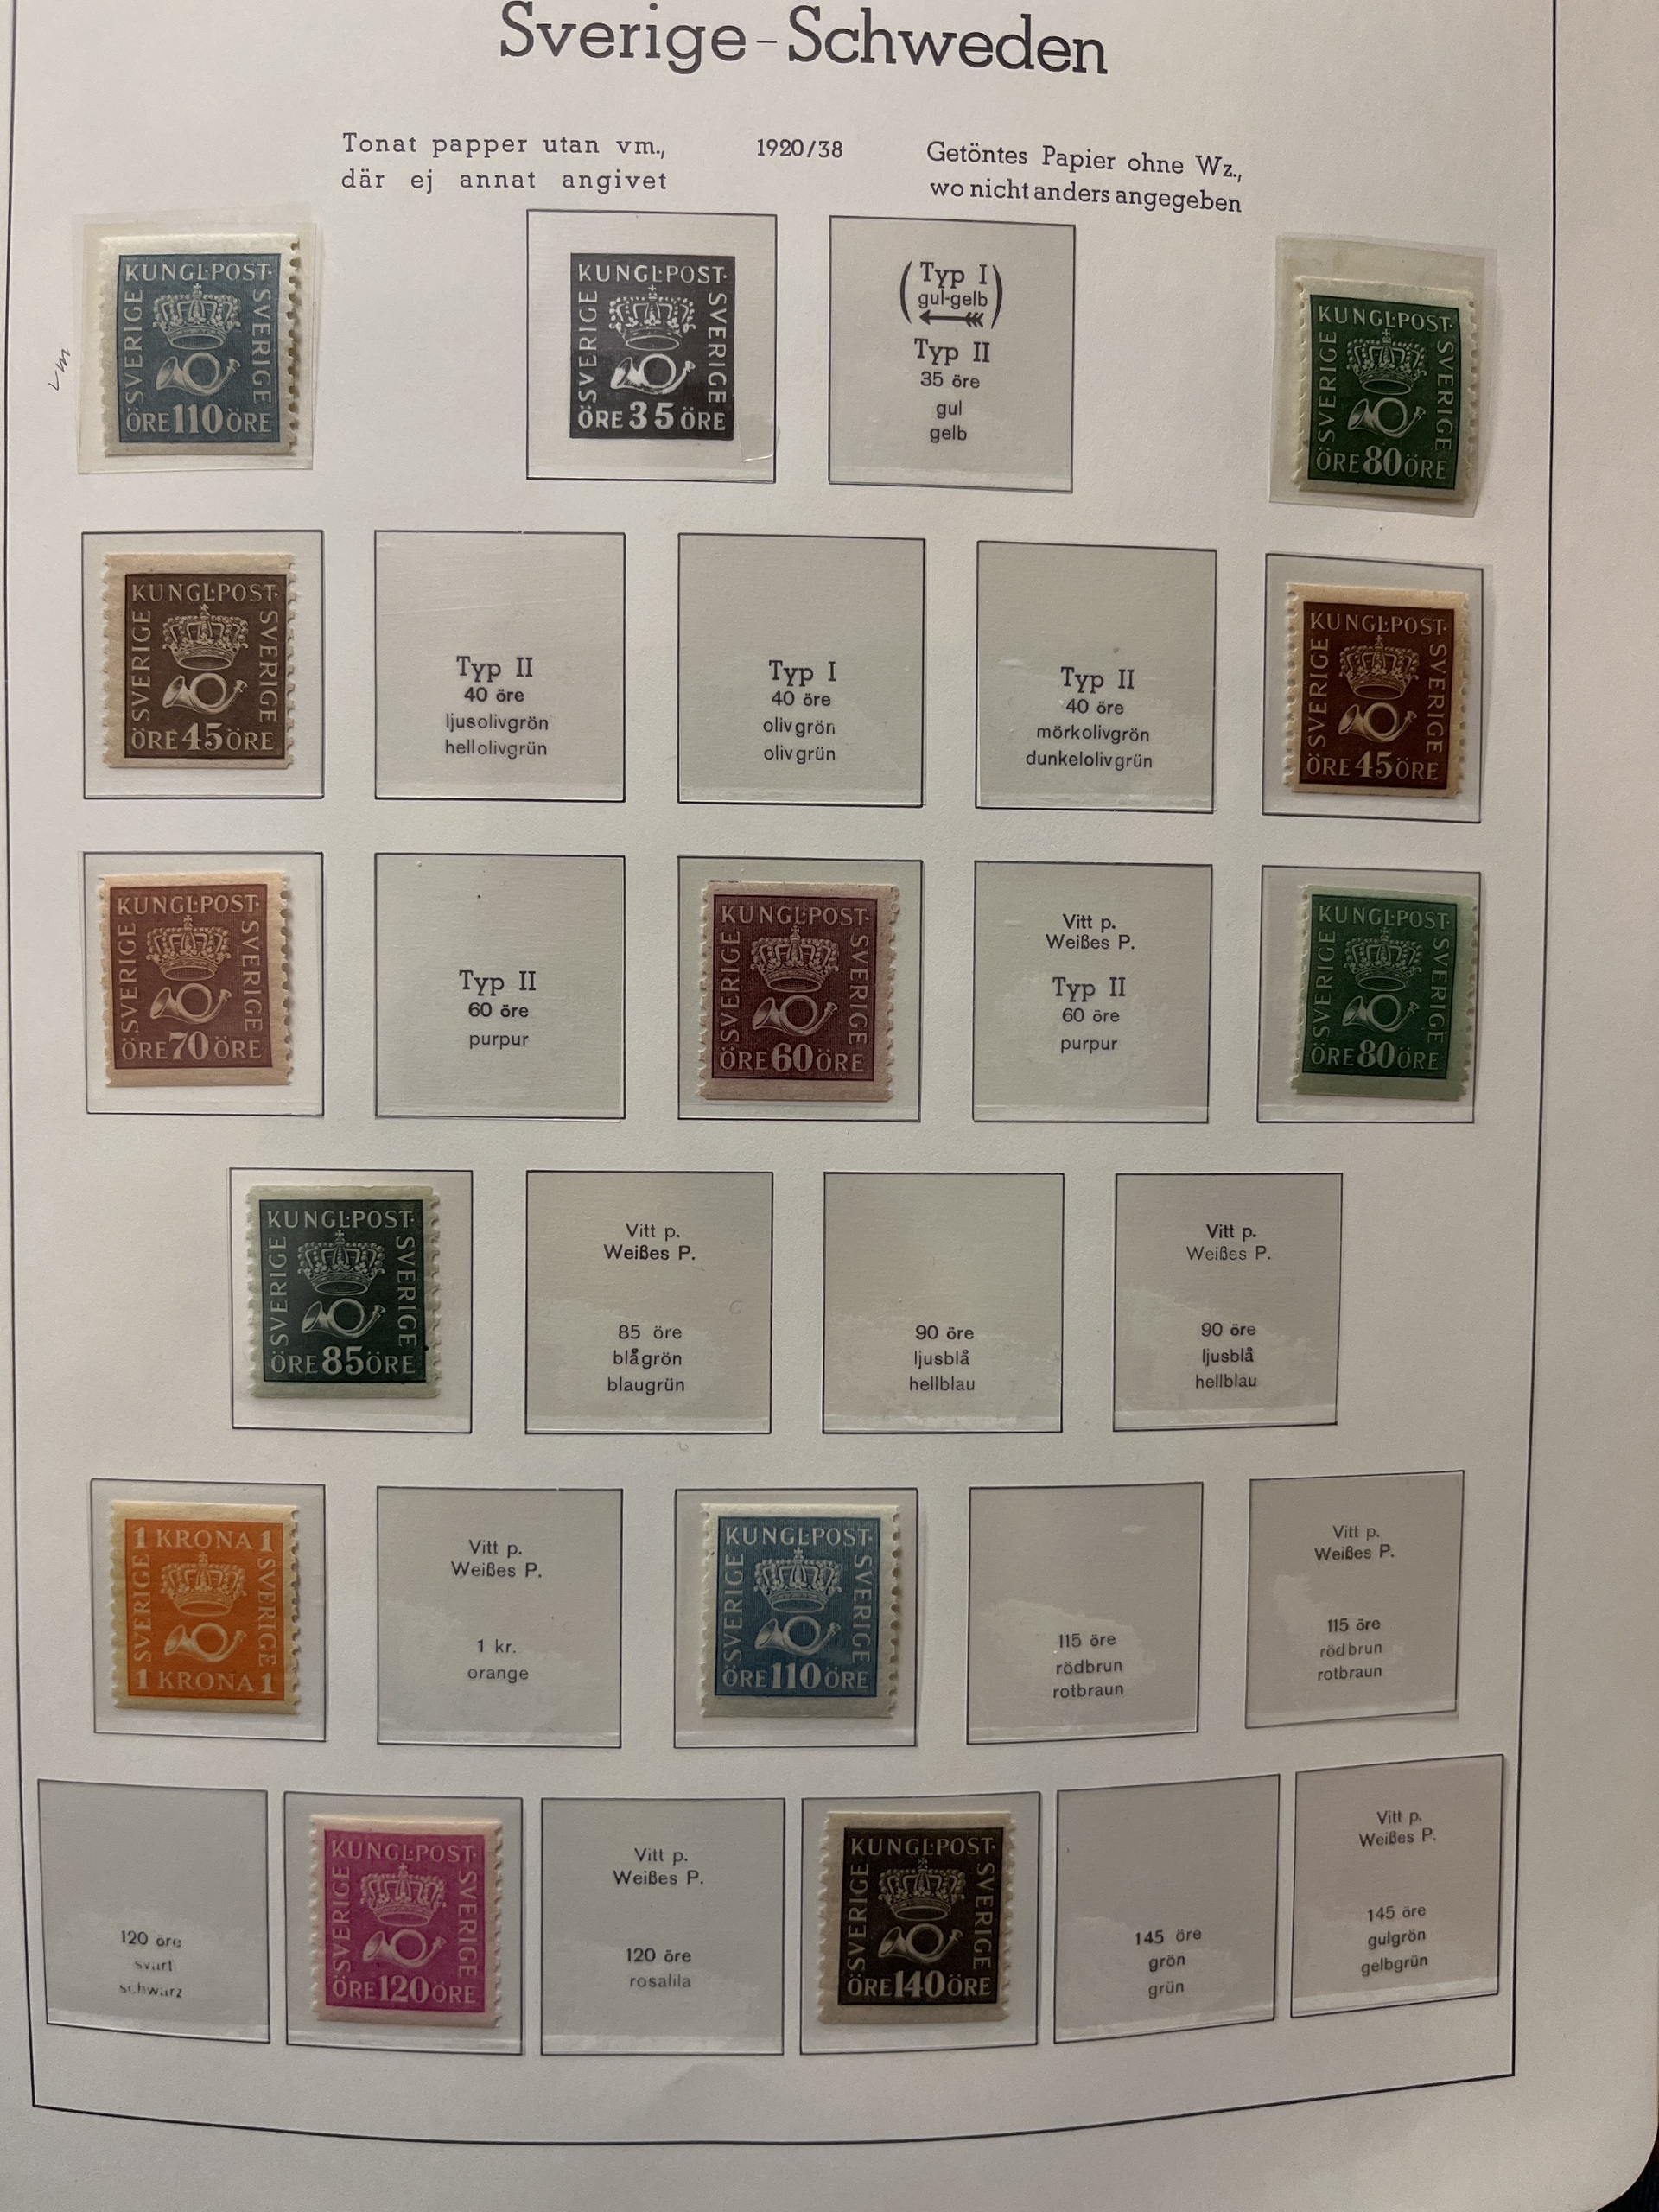 Sverige-Schweden
Tonat papper utan vm.,
där ej annat angivet
1920/38
Getöntes Papier ohne Wz.,
wo nicht anders angegeben
KUNGL·POST·
SVERIGE
SVERIGE
ÖRE 110 ÖRE
KUNGL·POST·
SVERIGE
SVERIGE
ÖRE 35 ÖRE
(Typ I)
gul-gelb
Typ II
35 öre
gul
gelb
KUNGL·POST·
SVERIGE
SVERIGE
ÖRE 80 ÖRE
KUNGL·POST·
SVERIGE
SVERIGE
ÖRE 45 ÖRE
Typ II
40 öre
ljusolivgrön
hellolivgrün
Typ I
40 öre
olivgrön
olivgrün
Typ II
40 öre
mörkolivgrön
dunkelolivgrün
KUNGL·POST·
SVERIGE
SVERIGE
ÖRE 45 ÖRE
KUNGL·POST·
SVERIGE
SVERIGE
ÖRE 70 ÖRE
Typ II
60 öre
purpur
KUNGL·POST·
SVERIGE
SVERIGE
ÖRE 60 ÖRE
Vitt p.
Weißes P.
Typ II
60 öre
purpur
KUNGL·POST·
SVERIGE
SVERIGE
ÖRE 80 ÖRE
KUNGL·POST·
SVERIGE
SVERIGE
ÖRE 85 ÖRE
Vitt p.
Weißes P.
85 öre
blågrön
blaugrün
90 öre
ljusblå
hellblau
Vitt p.
Weißes P.
90 öre
ljusblå
hellblau
1 KRONA 1
SVERIGE
SVERIGE
1 KRONA 1
Vitt p.
Weißes P.
1 kr.
orange
KUNGL·POST·
SVERIGE
SVERIGE
ÖRE 110 ÖRE
115 öre
rödbrun
rotbraun
Vitt p.
Weißes P.
115 öre
rödbrun
rotbraun
120 öre
svart
schwarz
KUNGL·POST·
SVERIGE
SVERIGE
ÖRE 120 ÖRE
Vitt p.
Weißes P.
120 öre
rosalila
KUNGL·POST·
SVERIGE
SVERIGE
ÖRE 140 ÖRE
145 öre
grön
grün
Vitt p.
Weißes P.
145 öre
gulgrön
gelbgrün